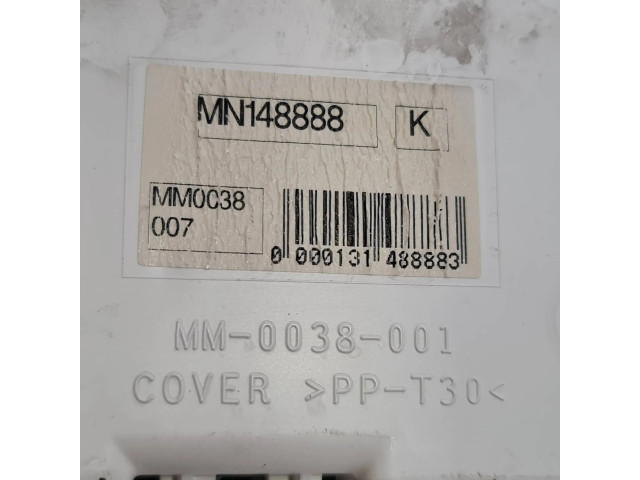 MN148888 K
MM0038
007
0 000131 488883
MM-0038-001
COVER >PP-T30<